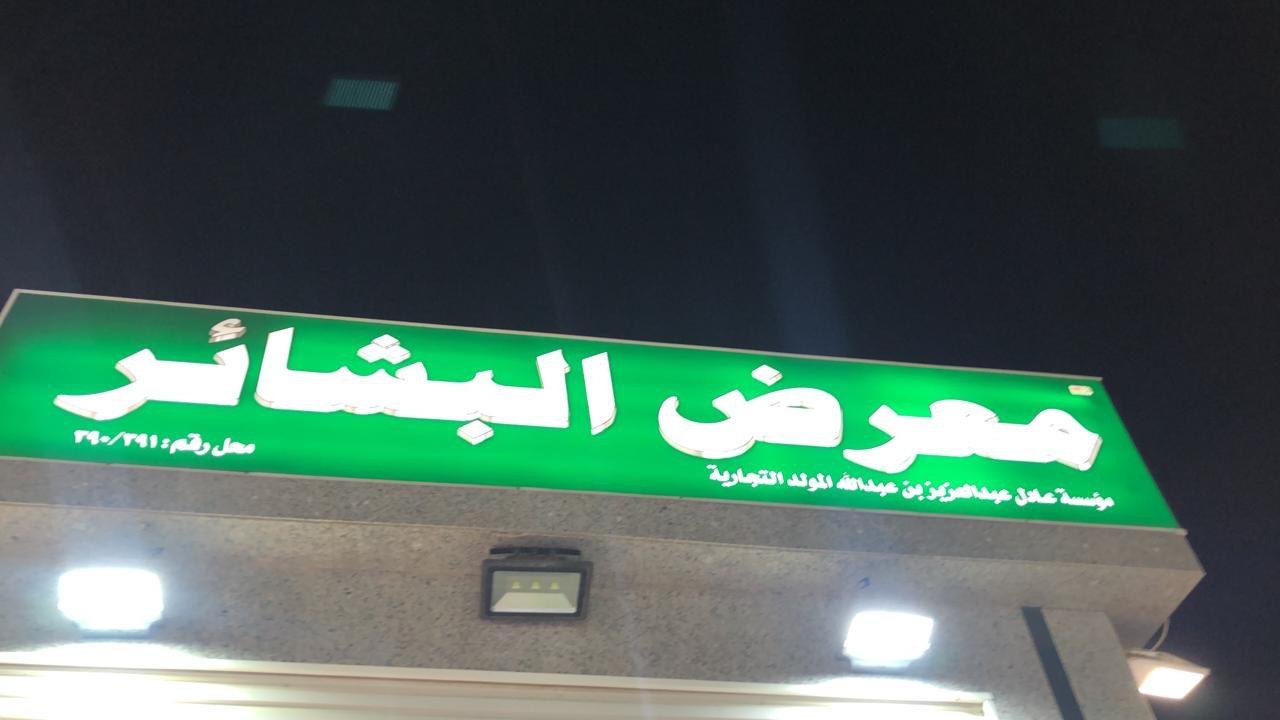 معرض البشائر
مؤسسة عادل عبدالعزيز بن عبدالله المولد التجارية
محل رقم: ٢٩٠/٢٩١